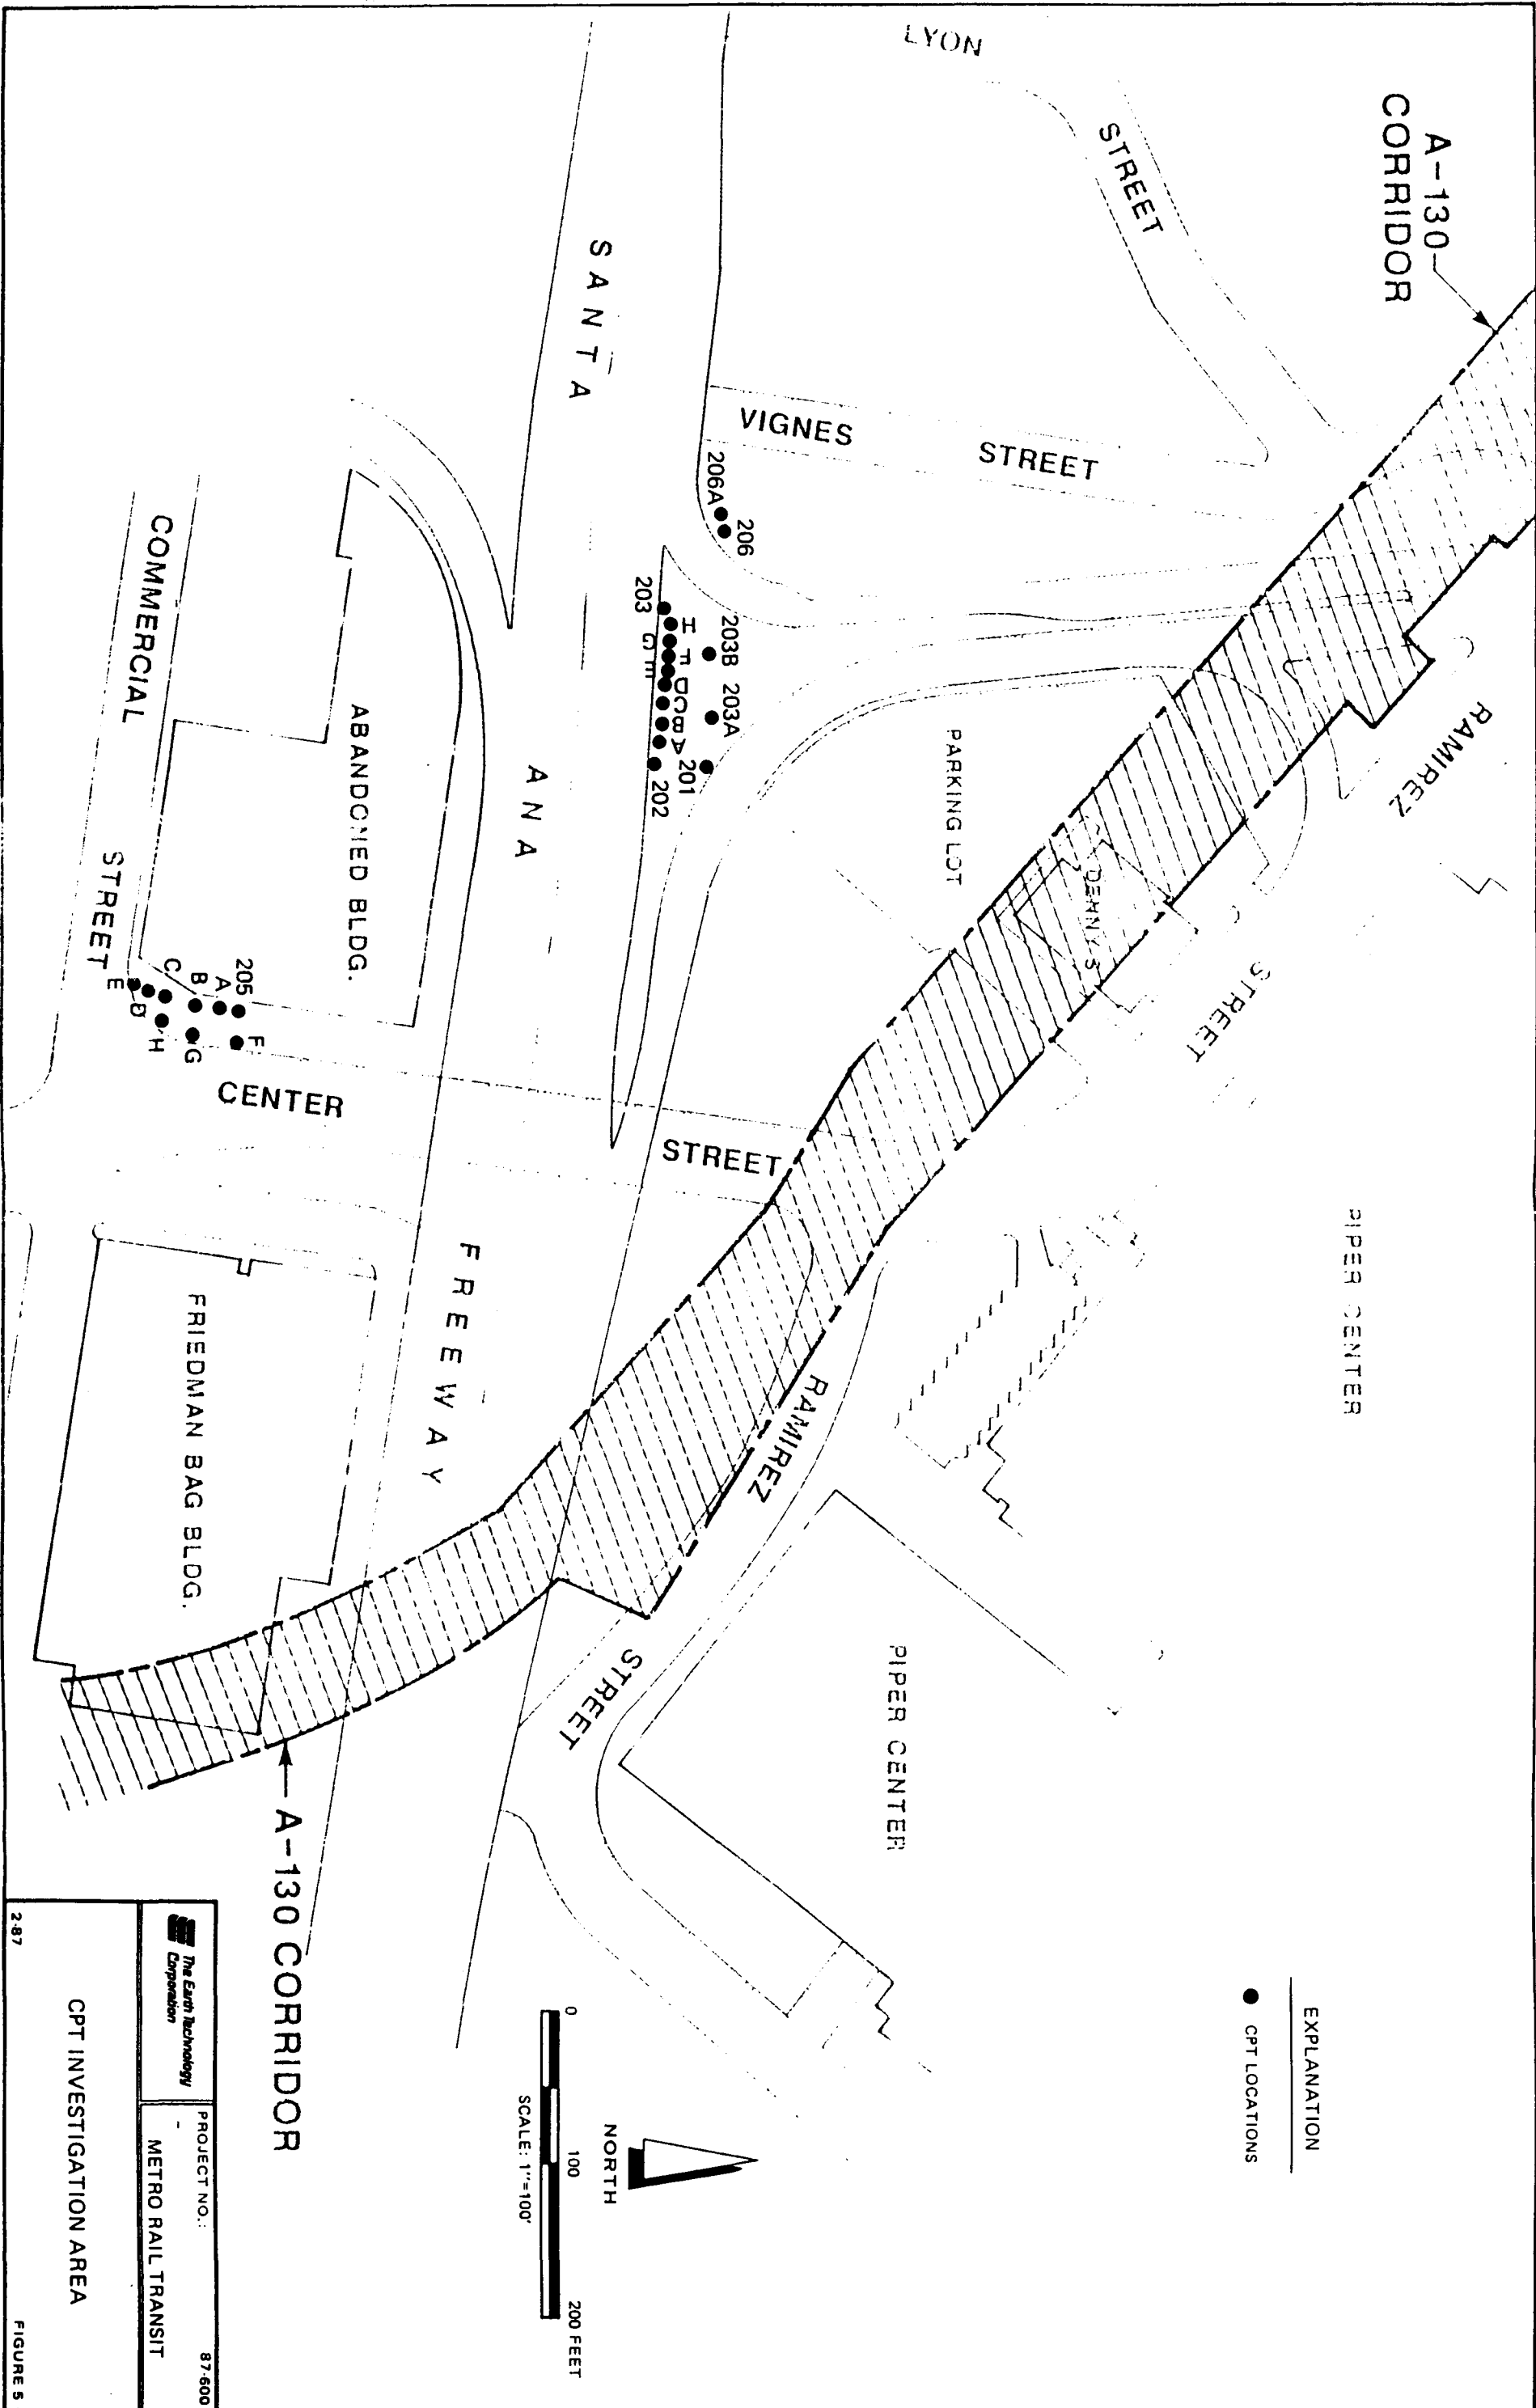 LYON
STREET
A-130
CORRIDOR
SANTA
ANA
FREEWAY
VIGNES
STREET
206A
206
203
H
F
D
C
B
A
G
E
203B
203A
201
202
PARKING LOT
DENNY'S
RAMIREZ
STREET
COMMERCIAL
STREET
ABANDONED BLDG.
205
A
B
C
D
E
F
G
H
CENTER
STREET
FRIEDMAN BAG BLDG.
RAMIREZ
STREET
PIPER CENTER
PIPER CENTER
A-130 CORRIDOR
EXPLANATION
CPT LOCATIONS
NORTH
0 100 200 FEET
SCALE: 1"=100'
The Earth Technology
Corporation
PROJECT NO.: 87-600
METRO RAIL TRANSIT
CPT INVESTIGATION AREA
2-87
FIGURE 5